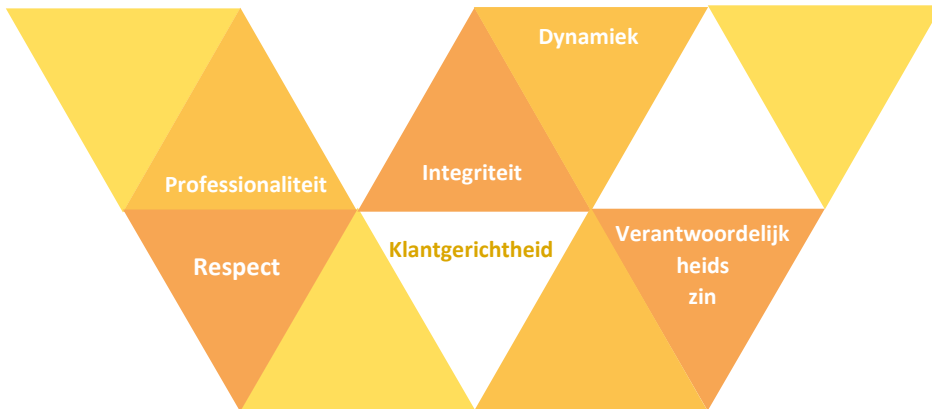 Dynamiek
Professionaliteit
Integriteit
Respect
Klantgerichtheid
Verantwoordelijk
heids
zin